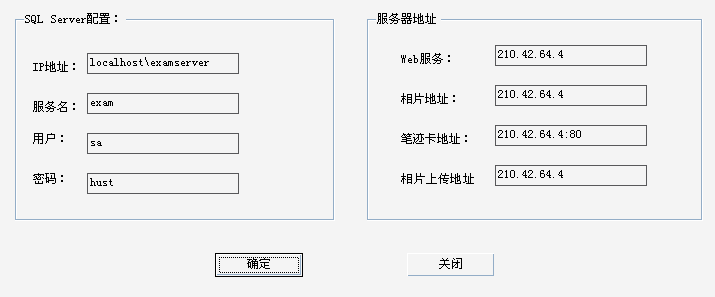 SQL Server配置：
IP地址： localhost\examserver
服务名： exam
用户： sa
密码： hust
服务器地址
Web服务： 210.42.64.4
相片地址： 210.42.64.4
笔迹卡地址： 210.42.64.4:80
相片上传地址 210.42.64.4
确定
关闭